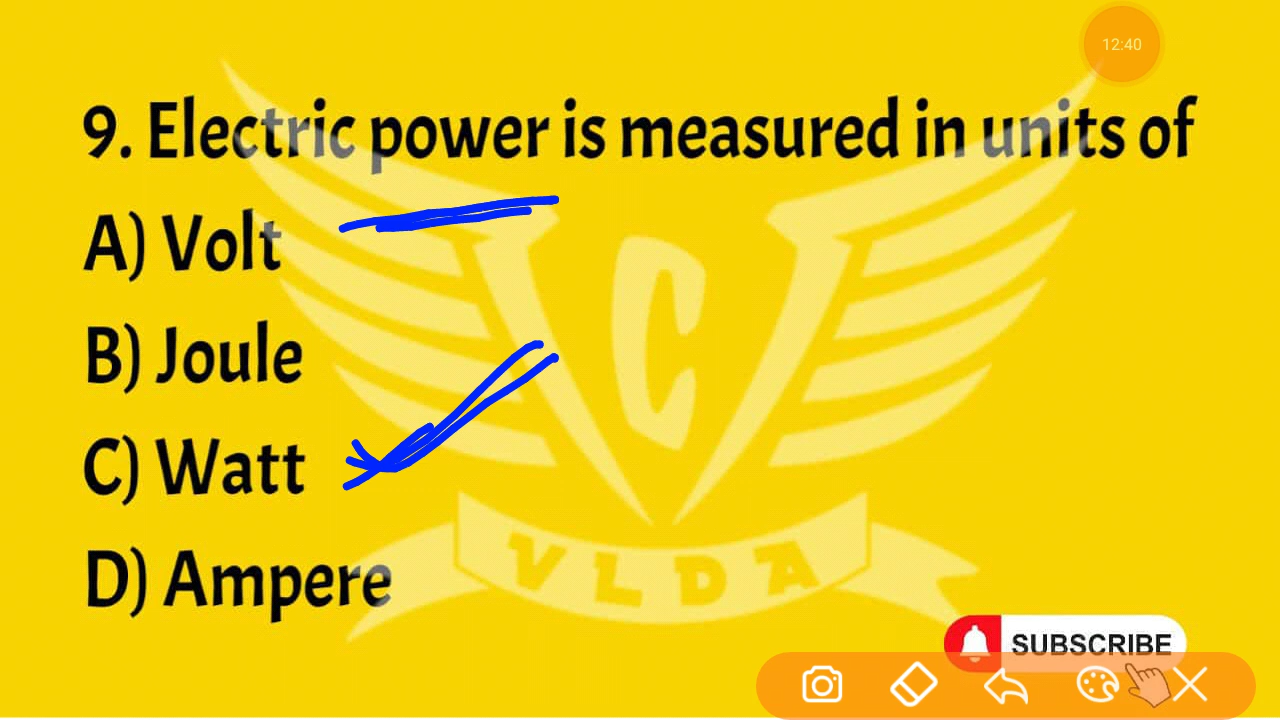 12:40
9. Electric power is measured in units of
A) Volt
B) Joule
C) Watt
D) Ampere
C
VLDA
SUBSCRIBE